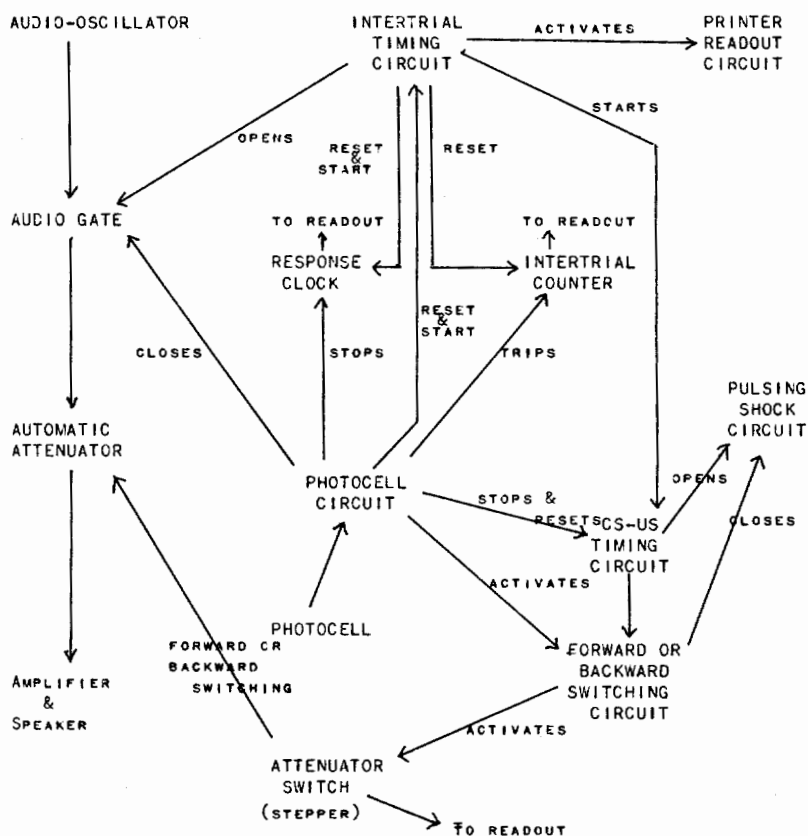 AUDIO-OSCILLATOR
INTERTRIAL
TIMING
CIRCUIT
ACTIVATES
PRINTER
READOUT
CIRCUIT
STARTS
OPENS
RESET
&
START
RESET
AUDIO GATE
TO READOUT
TO READOUT
RESPONSE
CLOCK
INTERTRIAL
COUNTER
RESET
&
START
CLOSES
STOPS
TRIPS
PULSING
SHOCK
CIRCUIT
AUTOMATIC
ATTENUATOR
PHOTOCELL
CIRCUIT
STOPS &
RESETS
OPENS
CS-US
TIMING
CIRCUIT
CLOSES
ACTIVATES
PHOTOCELL
FORWARD OR
BACKWARD
SWITCHING
FORWARD OR
BACKWARD
SWITCHING
CIRCUIT
AMPLIFIER
&
SPEAKER
ACTIVATES
ATTENUATOR
SWITCH
(STEPPER)
TO READOUT